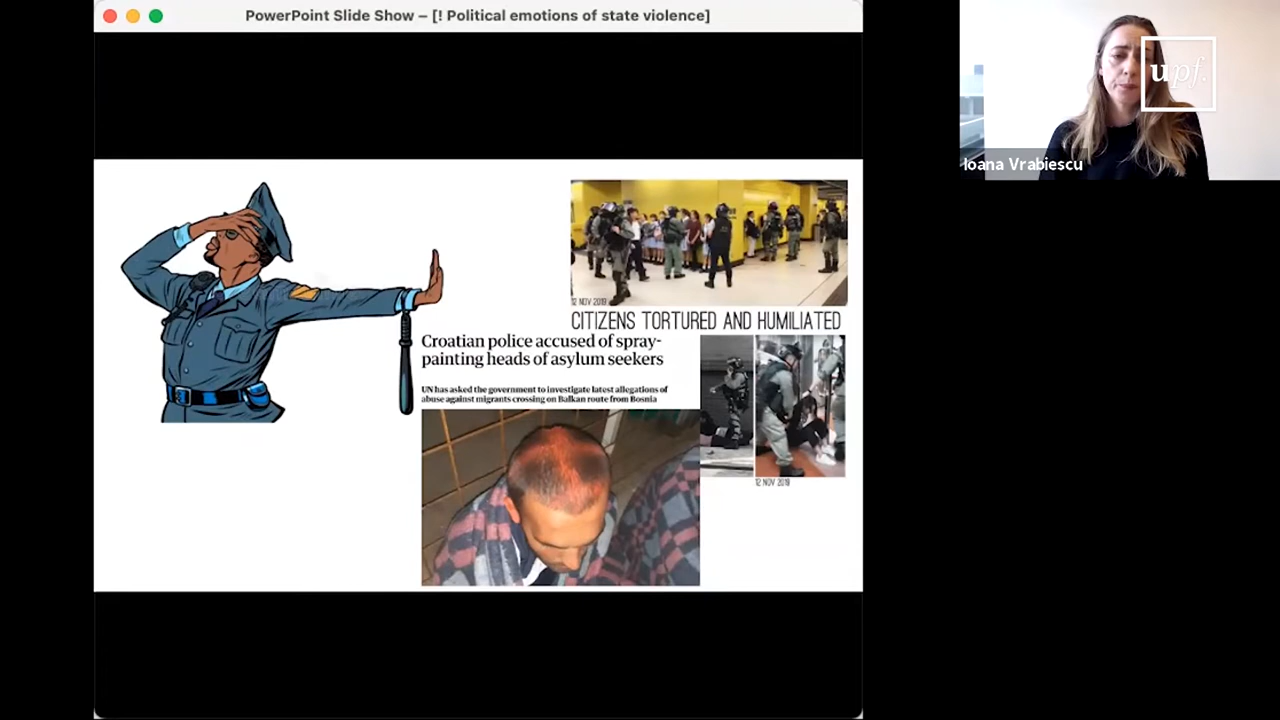 PowerPoint Slide Show – [! Political emotions of state violence]
upf.
Ioana Vrabiescu
12 NOV 2019
CITIZENS TORTURED AND HUMILIATED
Croatian police accused of spray-
painting heads of asylum seekers
UN has asked the government to investigate latest allegations of
abuse against migrants crossing on Balkan route from Bosnia
12 NOV 2019